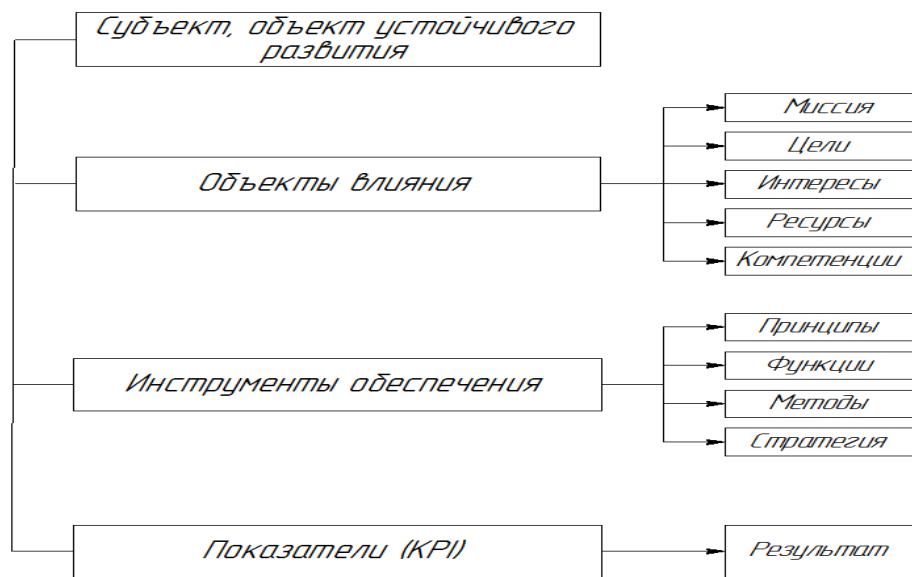 Субъект, объект устойчивого
развития
Объекты влияния
Миссия
Цели
Интересы
Ресурсы
Компетенции
Инструменты обеспечения
Принципы
Функции
Методы
Стратегия
Показатели (KPI)
Результат